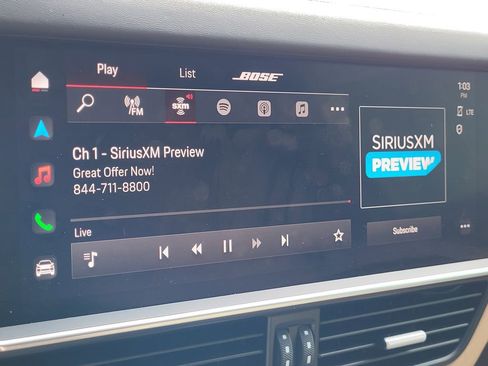 Play
List
BOSE
1:03
PM
FM
sxm
LTE
Ch 1 - SiriusXM Preview
Great Offer Now!
844-711-8800
SIRIUSXM
PREVIEW
Live
Subscribe